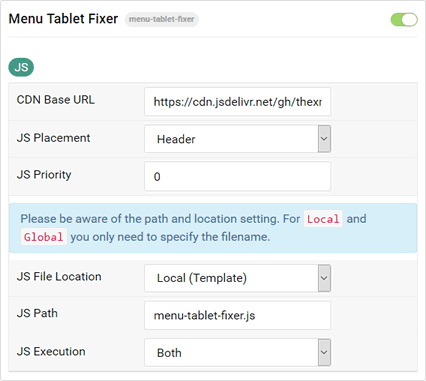 Menu Tablet Fixer menu-tablet-fixer
JS
CDN Base URL https://cdn.jsdelivr.net/gh/thexr
JS Placement Header
JS Priority 0
Please be aware of the path and location setting. For Local and
Global you only need to specify the filename.
JS File Location Local (Template)
JS Path menu-tablet-fixer.js
JS Execution Both